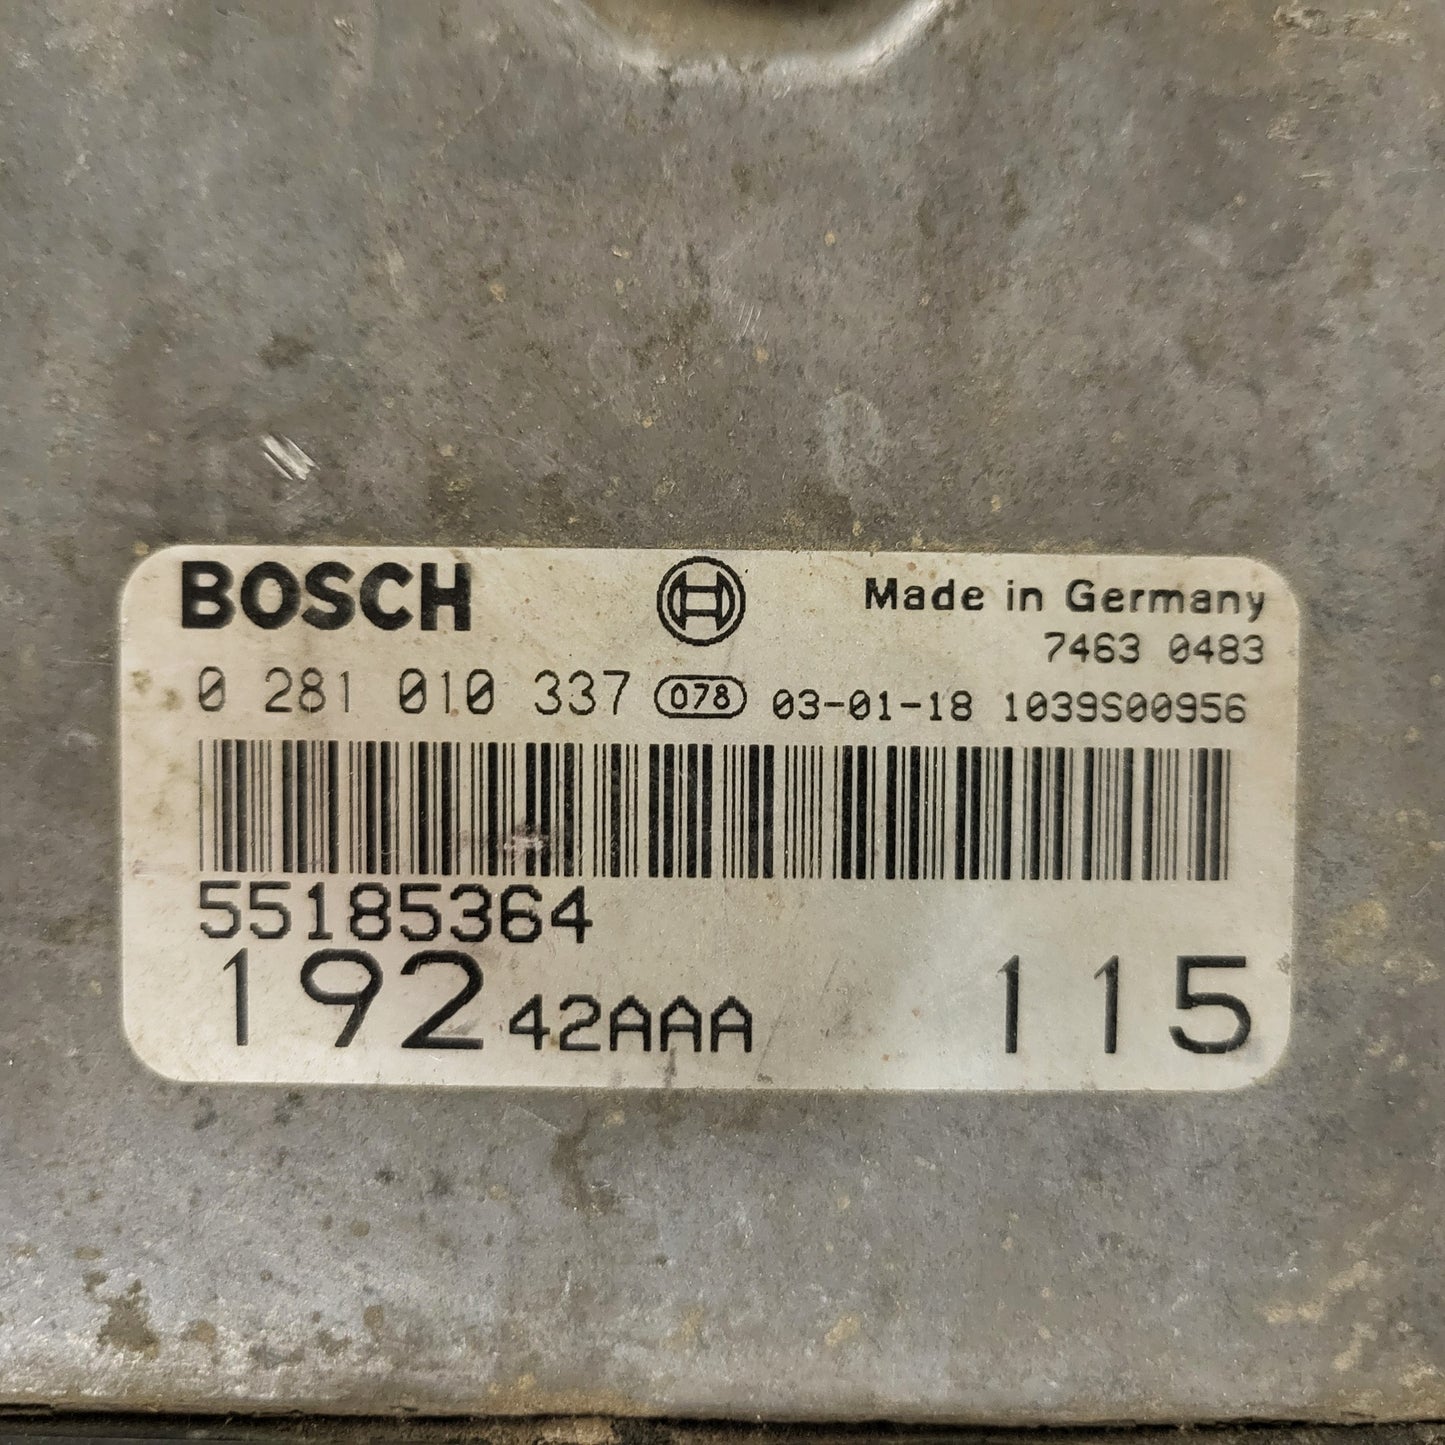 BOSCH Made in Germany
7463 0483
0 281 010 337 078 03-01-18 1039S00956
55185364
192 42AAA 115